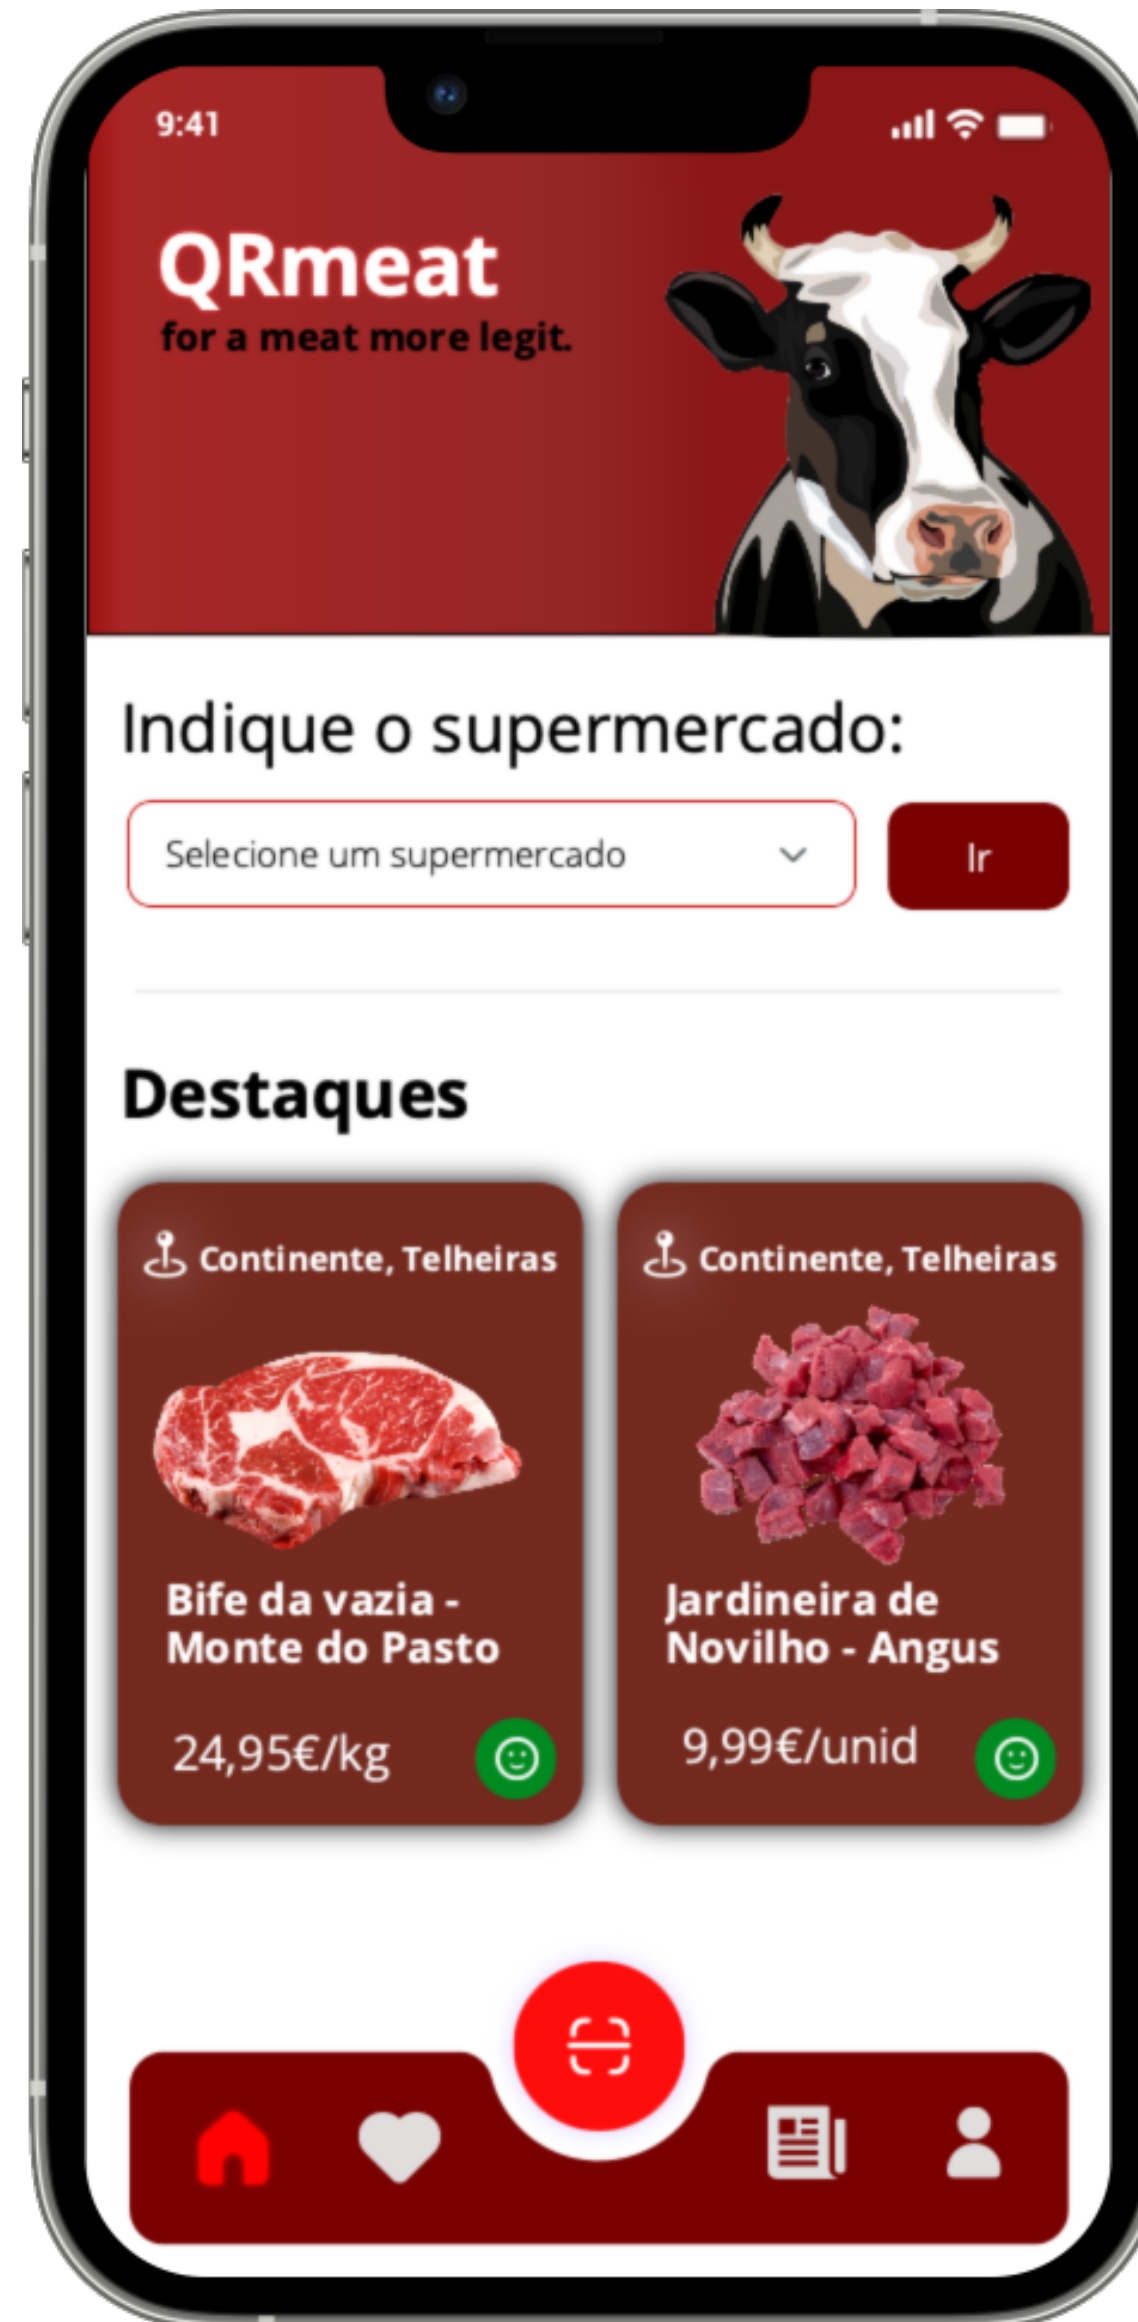 9:41
QRmeat
for a meat more legit.
Indique o supermercado:
Selecione um supermercado
Ir
Destaques
Continente, Telheiras
Bife da vazia -
Monte do Pasto
24,95€/kg
Continente, Telheiras
Jardineira de
Novilho - Angus
9,99€/unid